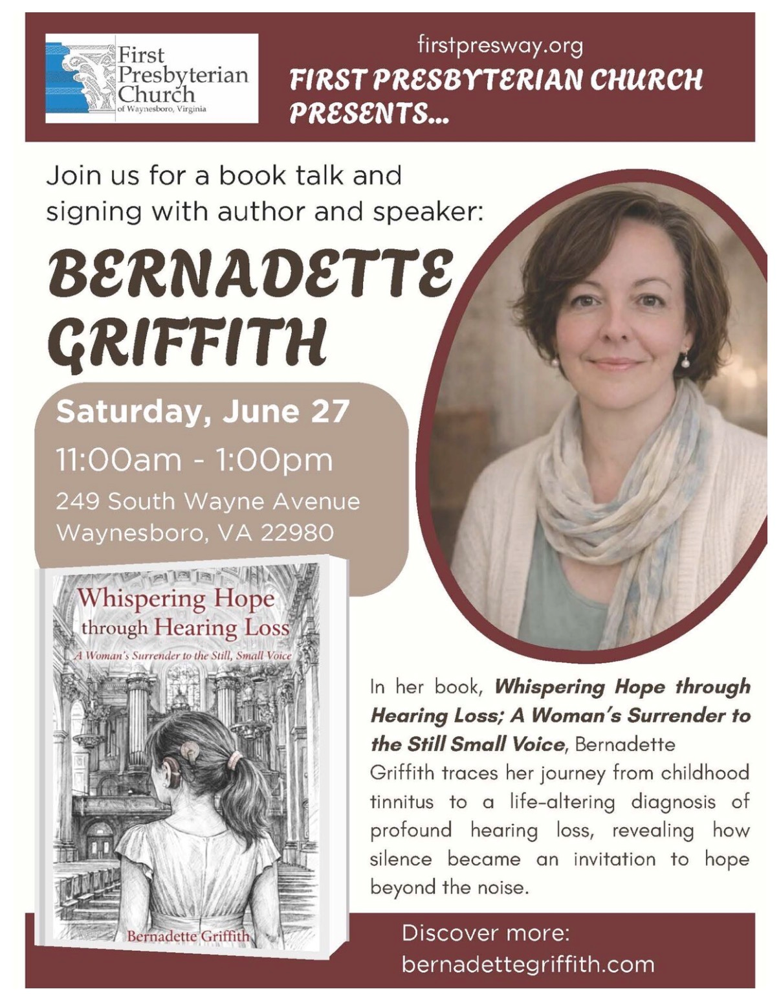 First
Presbyterian
Church
of Waynesboro, Virginia
firstpresway.org
FIRST PRESBYTERIAN CHURCH
PRESENTS...
Join us for a book talk and
signing with author and speaker:
BERNADETTE
GRIFFITH
Saturday, June 27
11:00am - 1:00pm
249 South Wayne Avenue
Waynesboro, VA 22980
Whispering Hope
through Hearing Loss
A Woman's Surrender to the Still, Small Voice
Bernadette Griffith
In her book, Whispering Hope through
Hearing Loss; A Woman's Surrender to
the Still Small Voice, Bernadette
Griffith traces her journey from childhood
tinnitus to a life-altering diagnosis of
profound hearing loss, revealing how
silence became an invitation to hope
beyond the noise.
Discover more:
bernadettegriffith.com